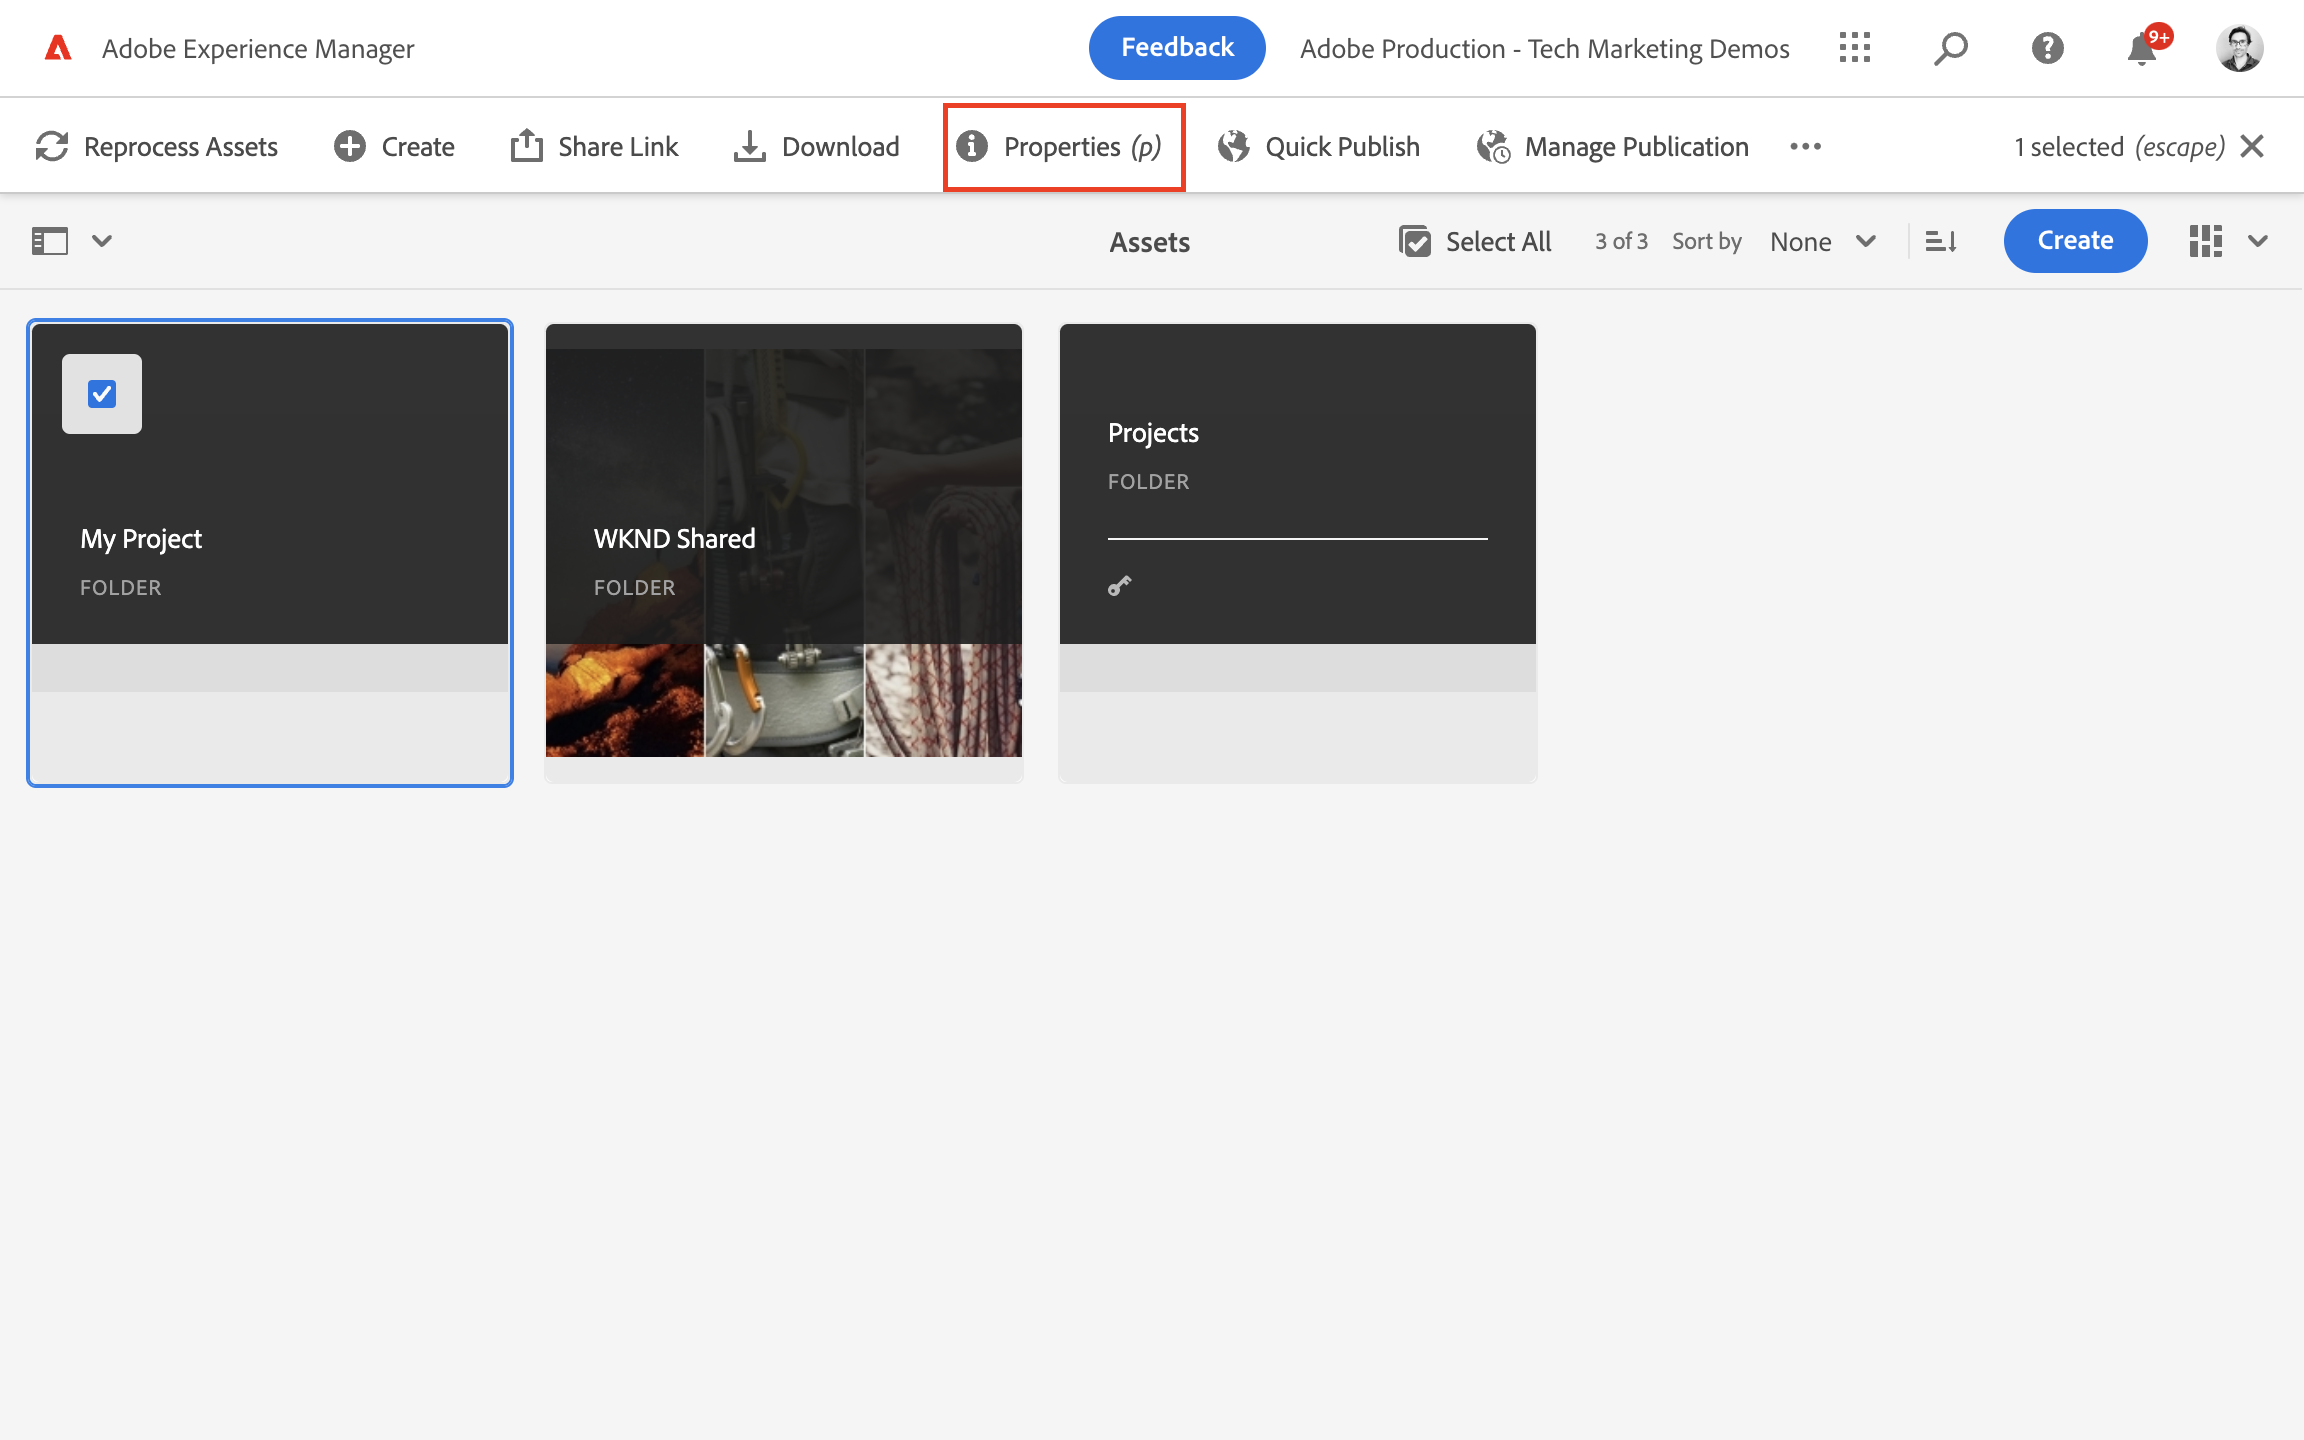 Adobe Experience Manager
Feedback
Adobe Production - Tech Marketing Demos
9+
Reprocess Assets
Create
Share Link
Download
Properties (p)
Quick Publish
Manage Publication
1 selected (escape)
Assets
Select All
3 of 3
Sort by
None
Create
My Project
FOLDER
WKND Shared
FOLDER
Projects
FOLDER